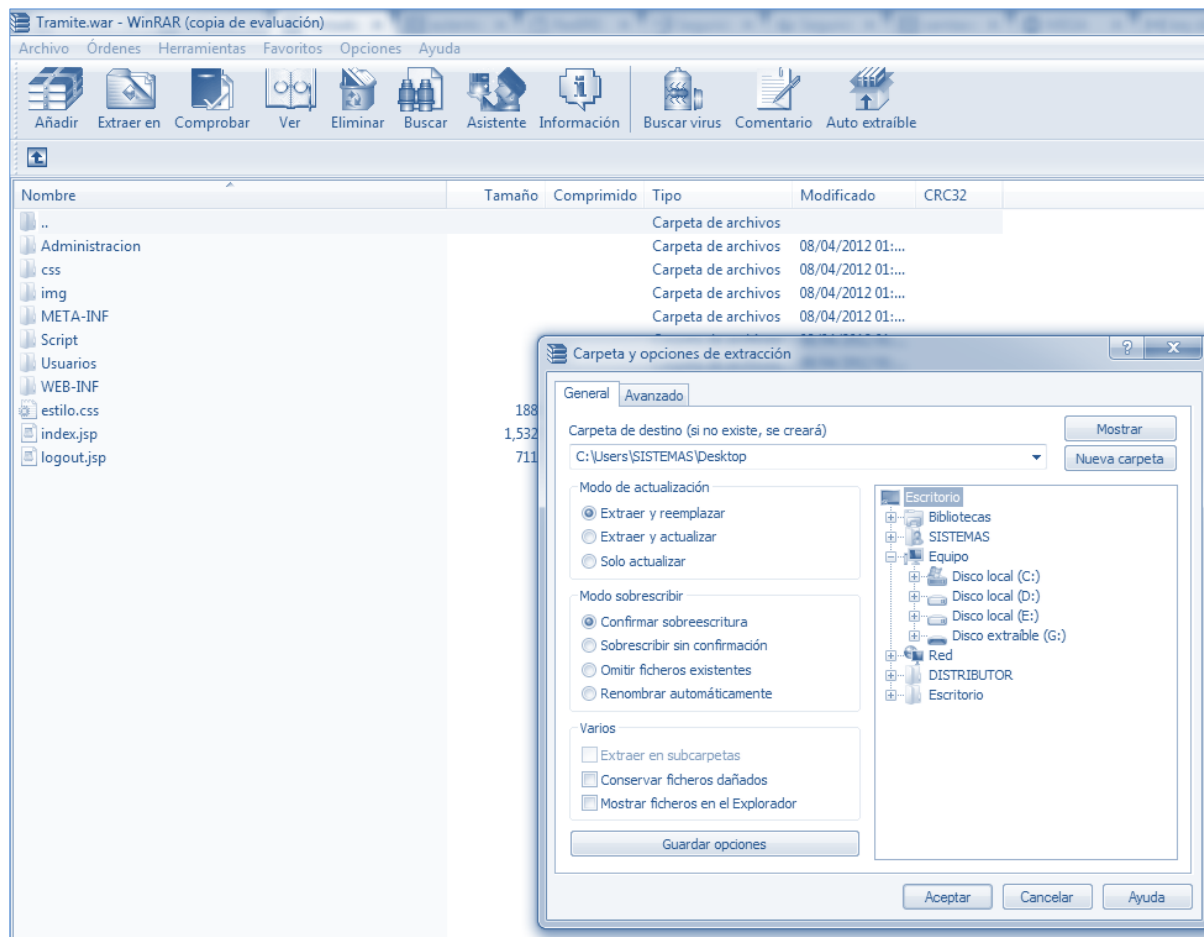 Tramite.war - WinRAR (copia de evaluación)
Archivo Órdenes Herramientas Favoritos Opciones Ayuda
Añadir Extraer en Comprobar Ver Eliminar Buscar Asistente Información Buscar virus Comentario Auto extraíble
Nombre Tamaño Comprimido Tipo Modificado CRC32
.. Carpeta de archivos
Administracion Carpeta de archivos 08/04/2012 01:...
css Carpeta de archivos 08/04/2012 01:...
img Carpeta de archivos 08/04/2012 01:...
META-INF Carpeta de archivos 08/04/2012 01:...
Script
Usuarios
WEB-INF
estilo.css 188
index.jsp 1,532
logout.jsp 711
Carpeta y opciones de extracción
General Avanzado
Carpeta de destino (si no existe, se creará)
Mostrar
C:\Users\SISTEMAS\Desktop
Nueva carpeta
Modo de actualización
Extraer y reemplazar
Extraer y actualizar
Solo actualizar
Modo sobrescribir
Confirmar sobreescritura
Sobrescribir sin confirmación
Omitir ficheros existentes
Renombrar automáticamente
Varios
Extraer en subcarpetas
Conservar ficheros dañados
Mostrar ficheros en el Explorador
Guardar opciones
Escritorio
Bibliotecas
SISTEMAS
Equipo
Disco local (C:)
Disco local (D:)
Disco local (E:)
Disco extraíble (G:)
Red
DISTRIBUTOR
Escritorio
Aceptar Cancelar Ayuda